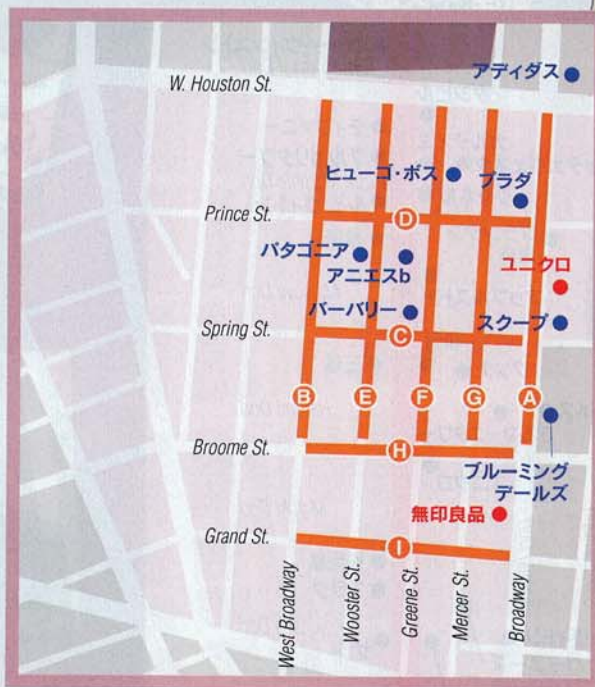 アディダス
W. Houston St.
ヒューゴ・ボス
プラダ
Prince St.
D
パタゴニア
アニエスb
ユニクロ
バーバリー
スクープ
Spring St.
C
B
E
F
G
A
Broome St.
H
ブルーミング
デールズ
無印良品
Grand St.
I
West Broadway
Wooster St.
Greene St.
Mercer St.
Broadway